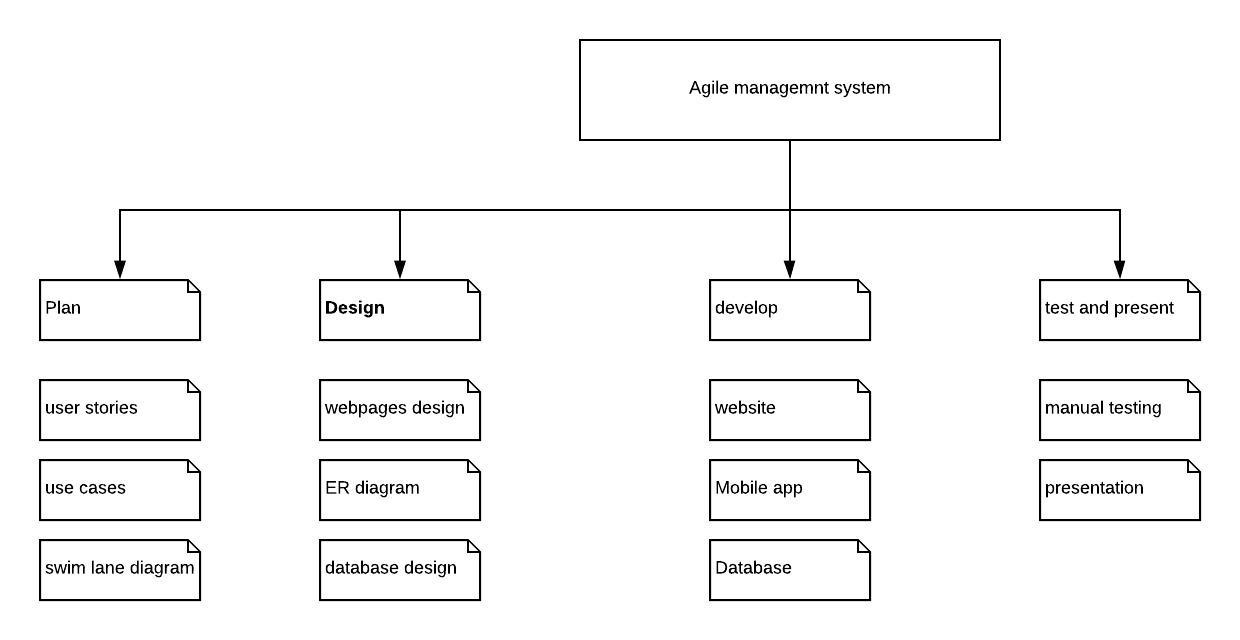 Agile managemnt system
Plan
Design
develop
test and present
user stories
webpages design
website
manual testing
use cases
ER diagram
Mobile app
presentation
swim lane diagram
database design
Database